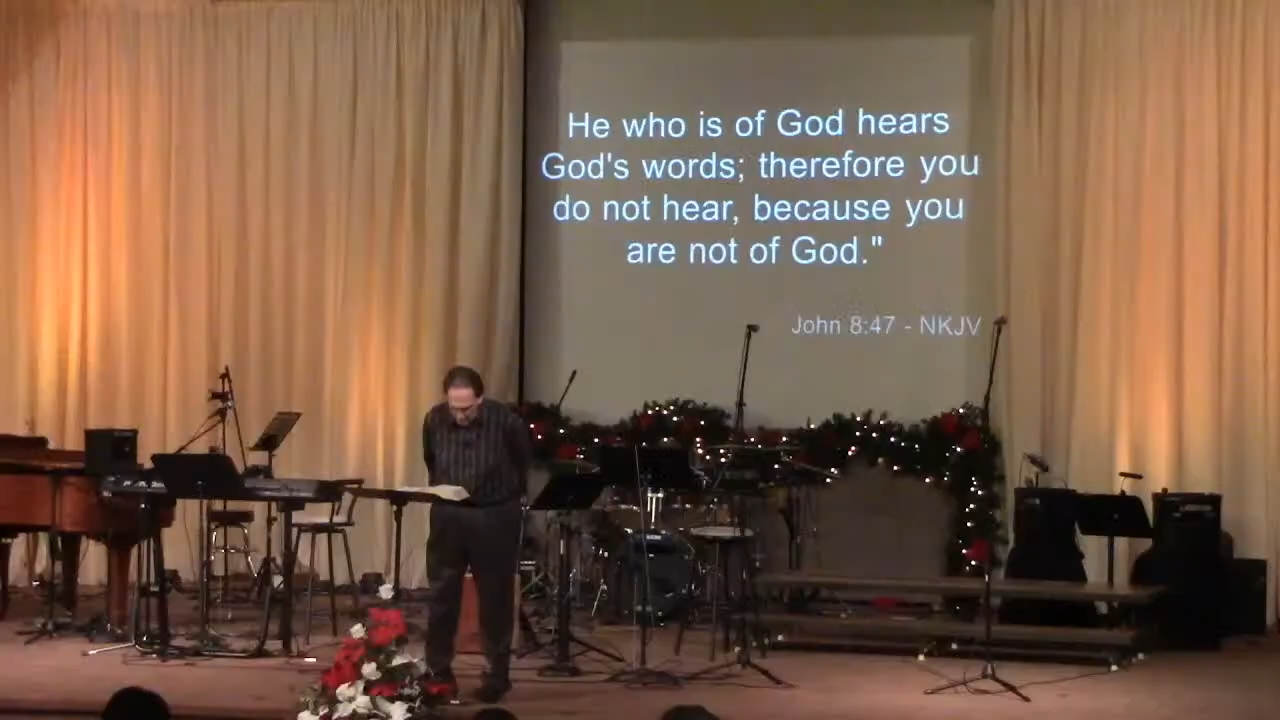 He who is of God hears
God's words; therefore you
do not hear, because you
are not of God."
John 8:47 - NKJV